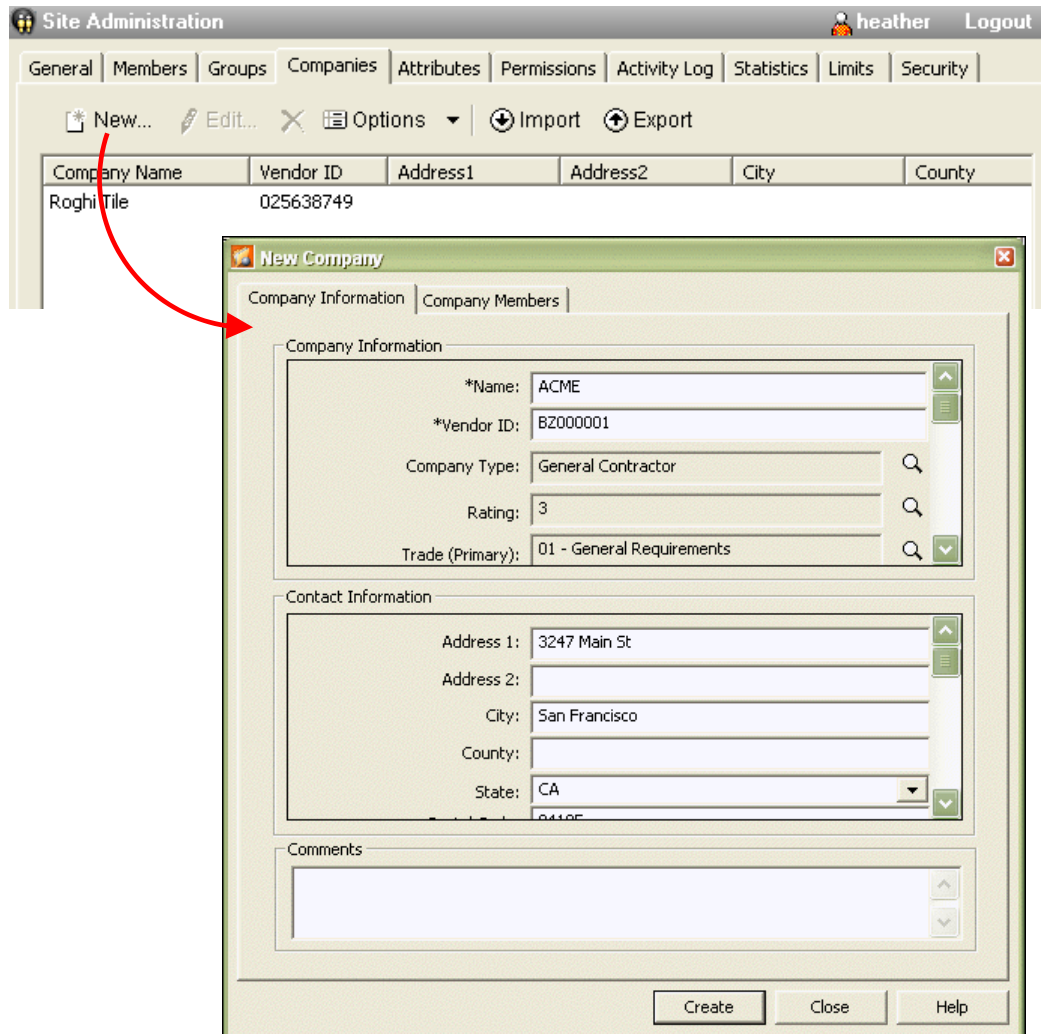 Site Administration heather Logout
General Members Groups Companies Attributes Permissions Activity Log Statistics Limits Security
New... Edit... Options Import Export
Company Name Vendor ID Address1 Address2 City County
Roghi Tile 025638749
New Company
Company Information Company Members
Company Information
*Name: ACME
*Vendor ID: BZ000001
Company Type: General Contractor
Rating: 3
Trade (Primary): 01 - General Requirements
Contact Information
Address 1: 3247 Main St
Address 2:
City: San Francisco
County:
State: CA
Comments
Create Close Help